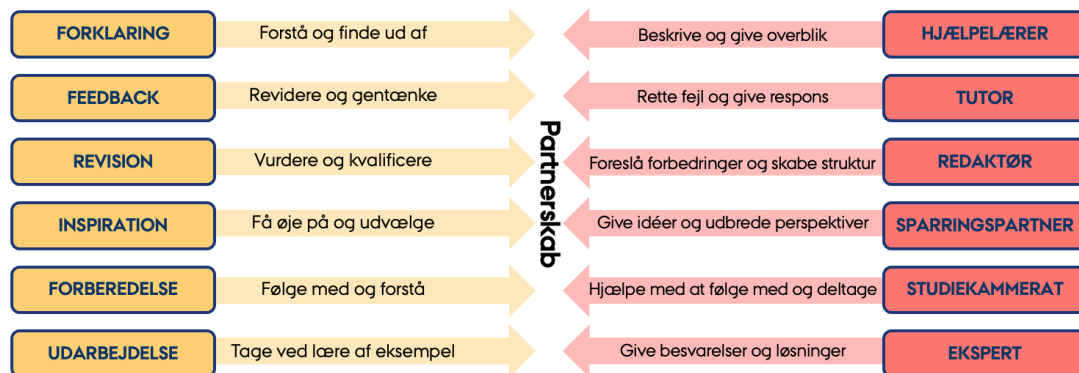 FORKLARING Forstå og finde ud af Beskrive og give overblik HJÆLPELÆRER
FEEDBACK Revidere og gentænke Rette fejl og give respons TUTOR
REVISION Vurdere og kvalificere Foreslå forbedringer og skabe struktur REDAKTØR
INSPIRATION Få øje på og udvælge Give idéer og udbrede perspektiver SPARRINGSPARTNER
FORBEREDELSE Følge med og forstå Hjælpe med at følge med og deltage STUDIEKAMMERAT
UDARBEJDELSE Tage ved lære af eksempel Give besvarelser og løsninger EKSPERT
Partnerskab